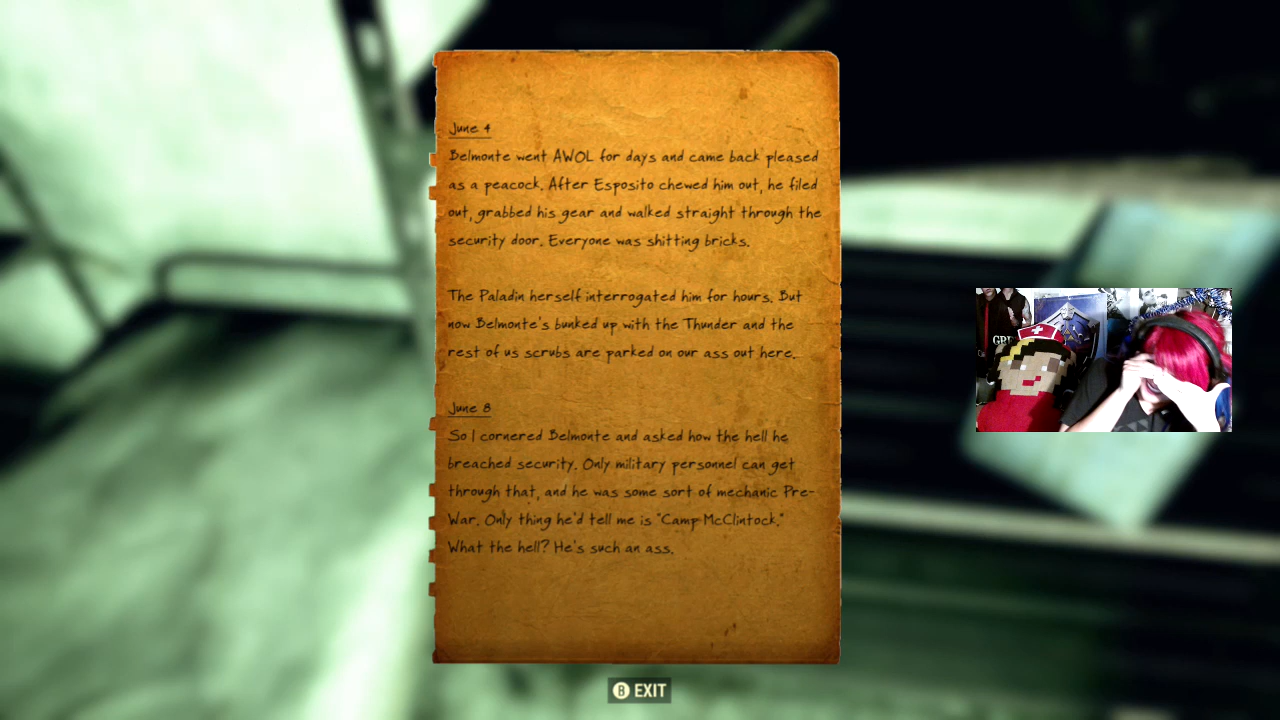 June 4
Belmonte went AWOL for days and came back pleased
as a peacock. After Esposito chewed him out, he filed
out, grabbed his gear and walked straight through the
security door. Everyone was shitting bricks.
The Paladin herself interrogated him for hours. But
now Belmonte's bunked up with the Thunder and the
rest of us scrubs are parked on our ass out here.
June 8
So I cornered Belmonte and asked how the hell he
breached security. Only military personnel can get
through that, and he was some sort of mechanic Pre-
War. Only thing he'd tell me is "Camp McClintock."
What the hell? He's such an ass.
B EXIT